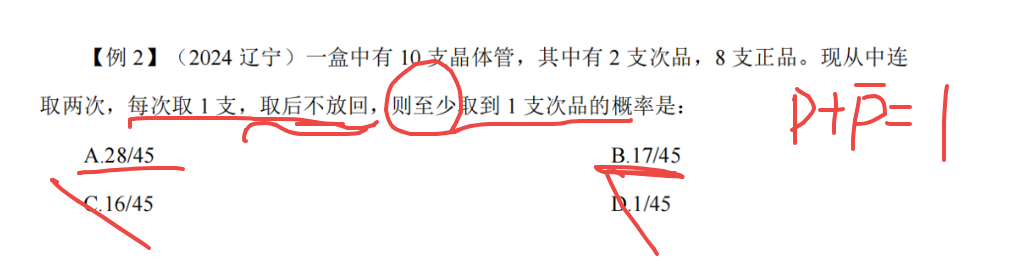 【例 2】（2024 辽宁）一盒中有 10 支晶体管，其中有 2 支次品，8 支正品。现从中连
取两次，每次取 1 支，取后不放回，则至少取到 1 支次品的概率是：
P+P̅=1
A.28/45 B.17/45
C.16/45 D.1/45